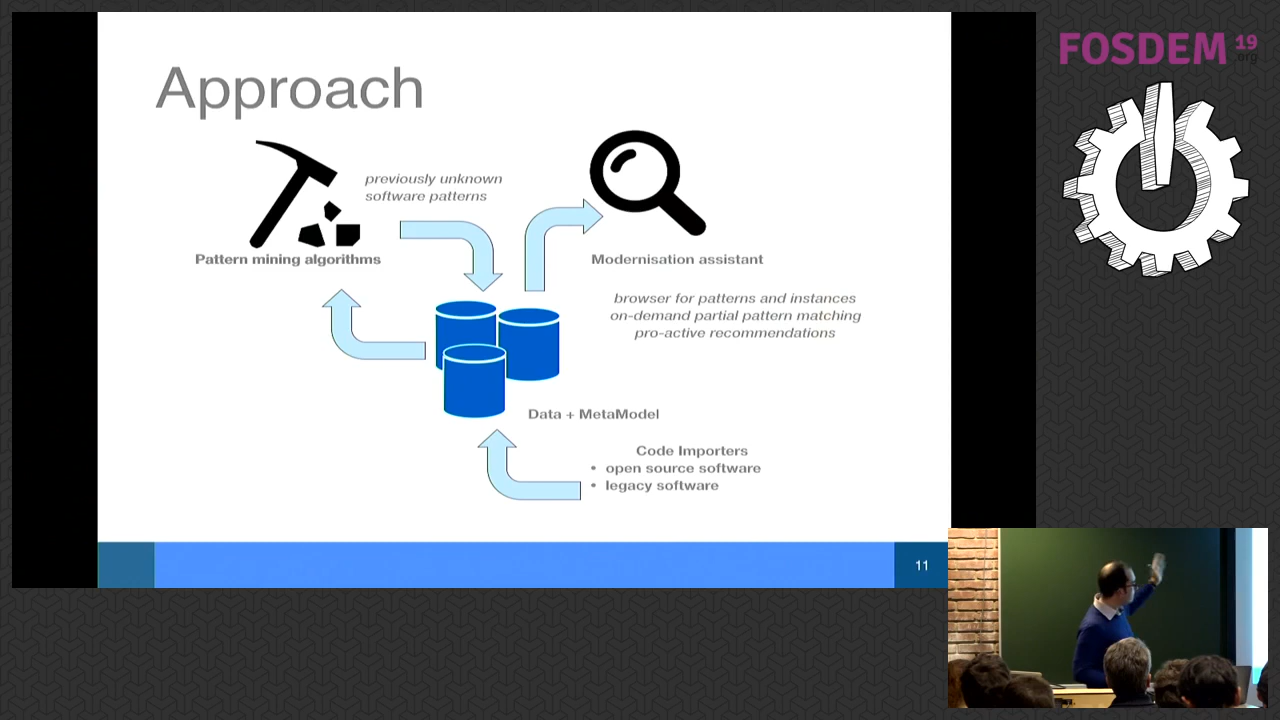 Approach
previously unknown
software patterns
Pattern mining algorithms
Modernisation assistant
browser for patterns and instances
on-demand partial pattern matching
pro-active recommendations
Data + MetaModel
Code Importers
• open source software
• legacy software
11
FOSDEM 19
.org